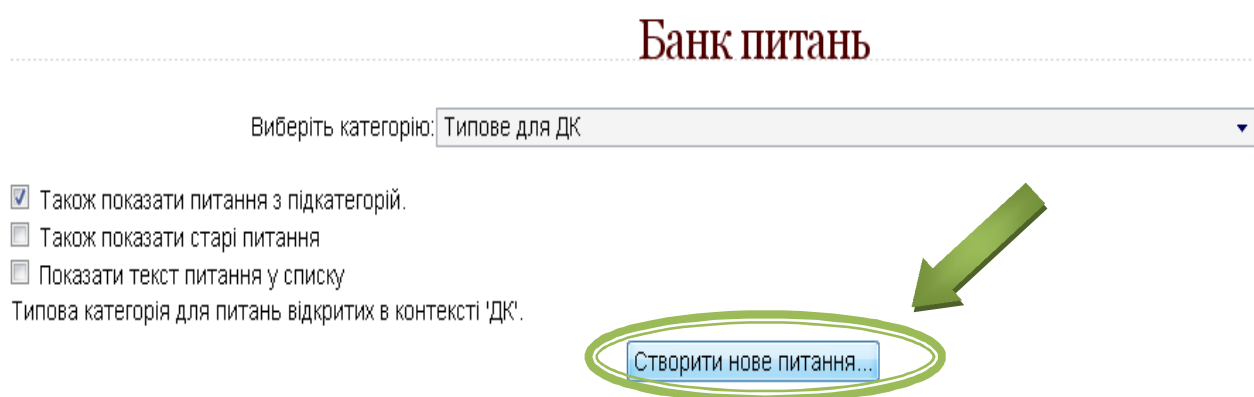 Банк питань
Виберіть категорію: Типове для ДК
Також показати питання з підкатегорій.
Також показати старі питання
Показати текст питання у списку
Типова категорія для питань відкритих в контексті 'ДК'.
Створити нове питання...